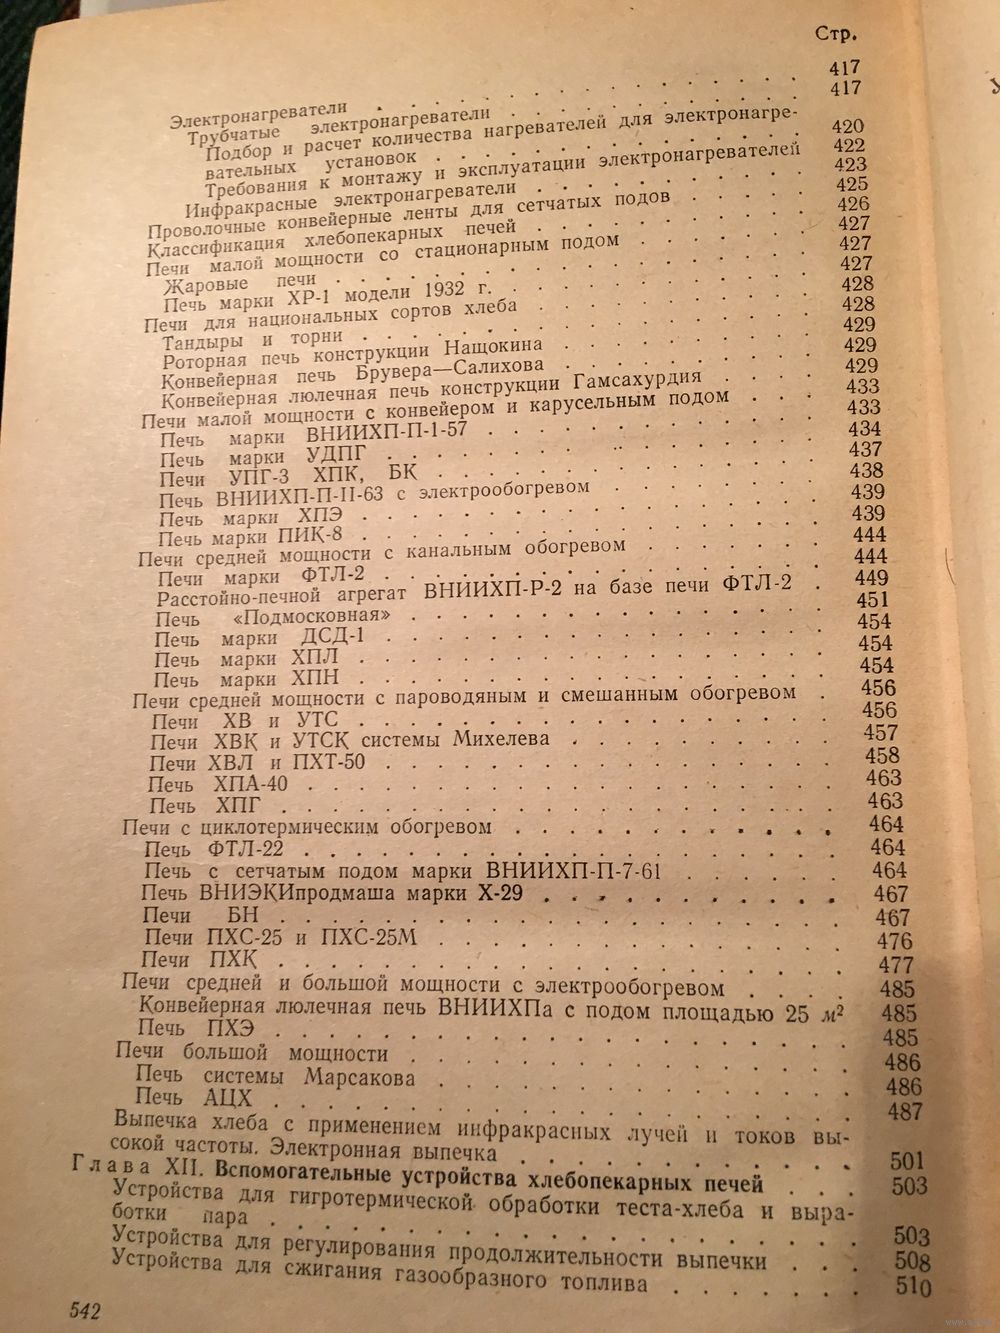 Стр.
Электронагреватели . . . . . . . . . . 417
Трубчатые электронагреватели . . . . . . . . 417
Подбор и расчет количества нагревателей для электронагре-
вательных установок . . . . . . . . . 420
Требования к монтажу и эксплуатации электронагревателей 422
Инфракрасные электронагреватели . . . . . . . 423
Проволочные конвейерные ленты для сетчатых подов . . . . 425
Классификация хлебопекарных печей . . . . . . . 426
Печи малой мощности со стационарным подом . . . . . 427
Жаровые печи . . . . . . . . . . . 427
Печь марки ХР-1 модели 1932 г. . . . . . . . . 427
Печи для национальных сортов хлеба . . . . . . . 428
Тандыры и торни . . . . . . . . . . 428
Роторная печь конструкции Нащокина . . . . . . 429
Конвейерная печь Брувера—Салихова . . . . . . 429
Конвейерная люлечная печь конструкции Гамсахурдия . . . . 429
Печи малой мощности с конвейером и карусельным подом . . . 433
Печь марки ВНИИХП-П-1-57 . . . . . . . . 433
Печь марки УДПГ . . . . . . . . . . 434
Печи УПГ-3 ХПК, БК . . . . . . . . . 437
Печь ВНИИХП-П-II-63 с электрообогревом . . . . . 438
Печь марки ХПЭ . . . . . . . . . . 439
Печь марки ПИК-8 . . . . . . . . . . 439
Печи средней мощности с канальным обогревом . . . . . 444
Печи марки ФТЛ-2 . . . . . . . . . . 444
Расстойно-печной агрегат ВНИИХП-Р-2 на базе печи ФТЛ-2 . 449
Печь «Подмосковная» . . . . . . . . . 451
Печь марки ДСД-1 . . . . . . . . . . 454
Печь марки ХПЛ . . . . . . . . . . 454
Печь марки ХПН . . . . . . . . . . 454
Печи средней мощности с пароводяным и смешанным обогревом . 456
Печи ХВ и УТС . . . . . . . . . . 456
Печи ХВК и УТСК системы Михелева . . . . . . 457
Печи ХВЛ и ПХТ-50 . . . . . . . . . . 458
Печь ХПА-40 . . . . . . . . . . . 463
Печь ХПГ . . . . . . . . . . . . 463
Печи с циклотермическим обогревом . . . . . . . 464
Печь ФТЛ-22 . . . . . . . . . . . 464
Печь с сетчатым подом марки ВНИИХП-П-7-61 . . . . 464
Печь ВНИЭКИпродмаша марки Х-29 . . . . . . . 467
Печи БН . . . . . . . . . . . . 467
Печи ПХС-25 и ПХС-25М . . . . . . . . . 476
Печи ПХК . . . . . . . . . . . . 477
Печи средней и большой мощности с электрообогревом . . . . 485
Конвейерная люлечная печь ВНИИХПа с подом площадью 25 м² 485
Печь ПХЭ . . . . . . . . . . . . 485
Печи большой мощности . . . . . . . . . 486
Печь системы Марсакова . . . . . . . . . 486
Печь АЦХ . . . . . . . . . . . . 487
Выпечка хлеба с применением инфракрасных лучей и токов вы-
сокой частоты. Электронная выпечка . . . . . . . 501
Глава XII. Вспомогательные устройства хлебопекарных печей . . . 503
Устройства для гигротермической обработки теста-хлеба и выра-
ботки пара . . . . . . . . . . . . 503
Устройства для регулирования продолжительности выпечки . . . 508
Устройства для сжигания газообразного топлива . . . . . 510
542